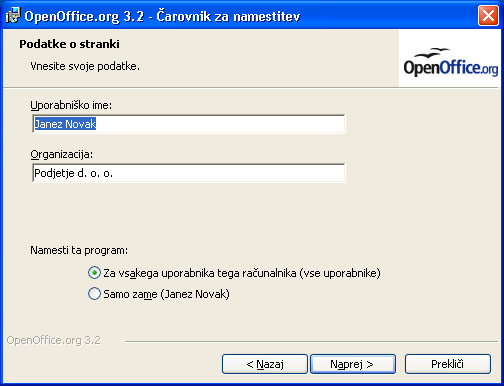 OpenOffice.org 3.2 - Čarovnik za namestitev
Podatke o stranki
Vnesite svoje podatke.
OpenOffice.org
Uporabniško ime:
Janez Novak
Organizacija:
Podjetje d. o. o.
Namesti ta program:
Za vsakega uporabnika tega računalnika (vse uporabnike)
Samo zame (Janez Novak)
OpenOffice.org 3.2
< Nazaj
Naprej >
Prekliči